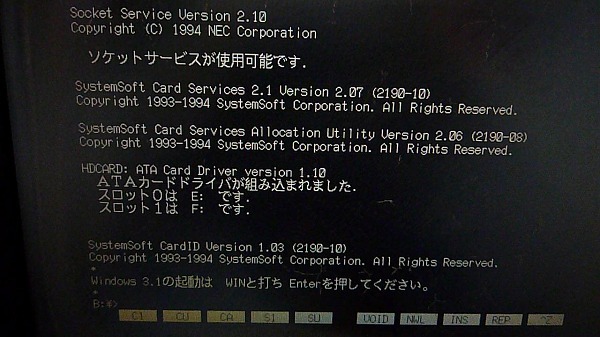 Socket Service Version 2.10
Copyright (C) 1994 NEC Corporation
ソケットサービスが使用可能です.
SystemSoft Card Services 2.1 Version 2.07 (2190-10)
Copyright 1993-1994 SystemSoft Corporation. All Rights Reserved.
SystemSoft Card Services Allocation Utility Version 2.06 (2190-08)
Copyright 1993-1994 SystemSoft Corporation. All Rights Reserved.
HDCARD: ATA Card Driver version 1.10
ATAカードドライバが組み込まれました.
スロット0は E: です.
スロット1は F: です.
SystemSoft CardID Version 1.03 (2190-10)
Copyright 1993-1994 SystemSoft Corporation. All Rights Reserved.
*
Windows 3.1の起動は WINと打ち Enterを押してください。
*
B:¥>
C1 CU CA S1 SU VOID NWL INS REP ^Z